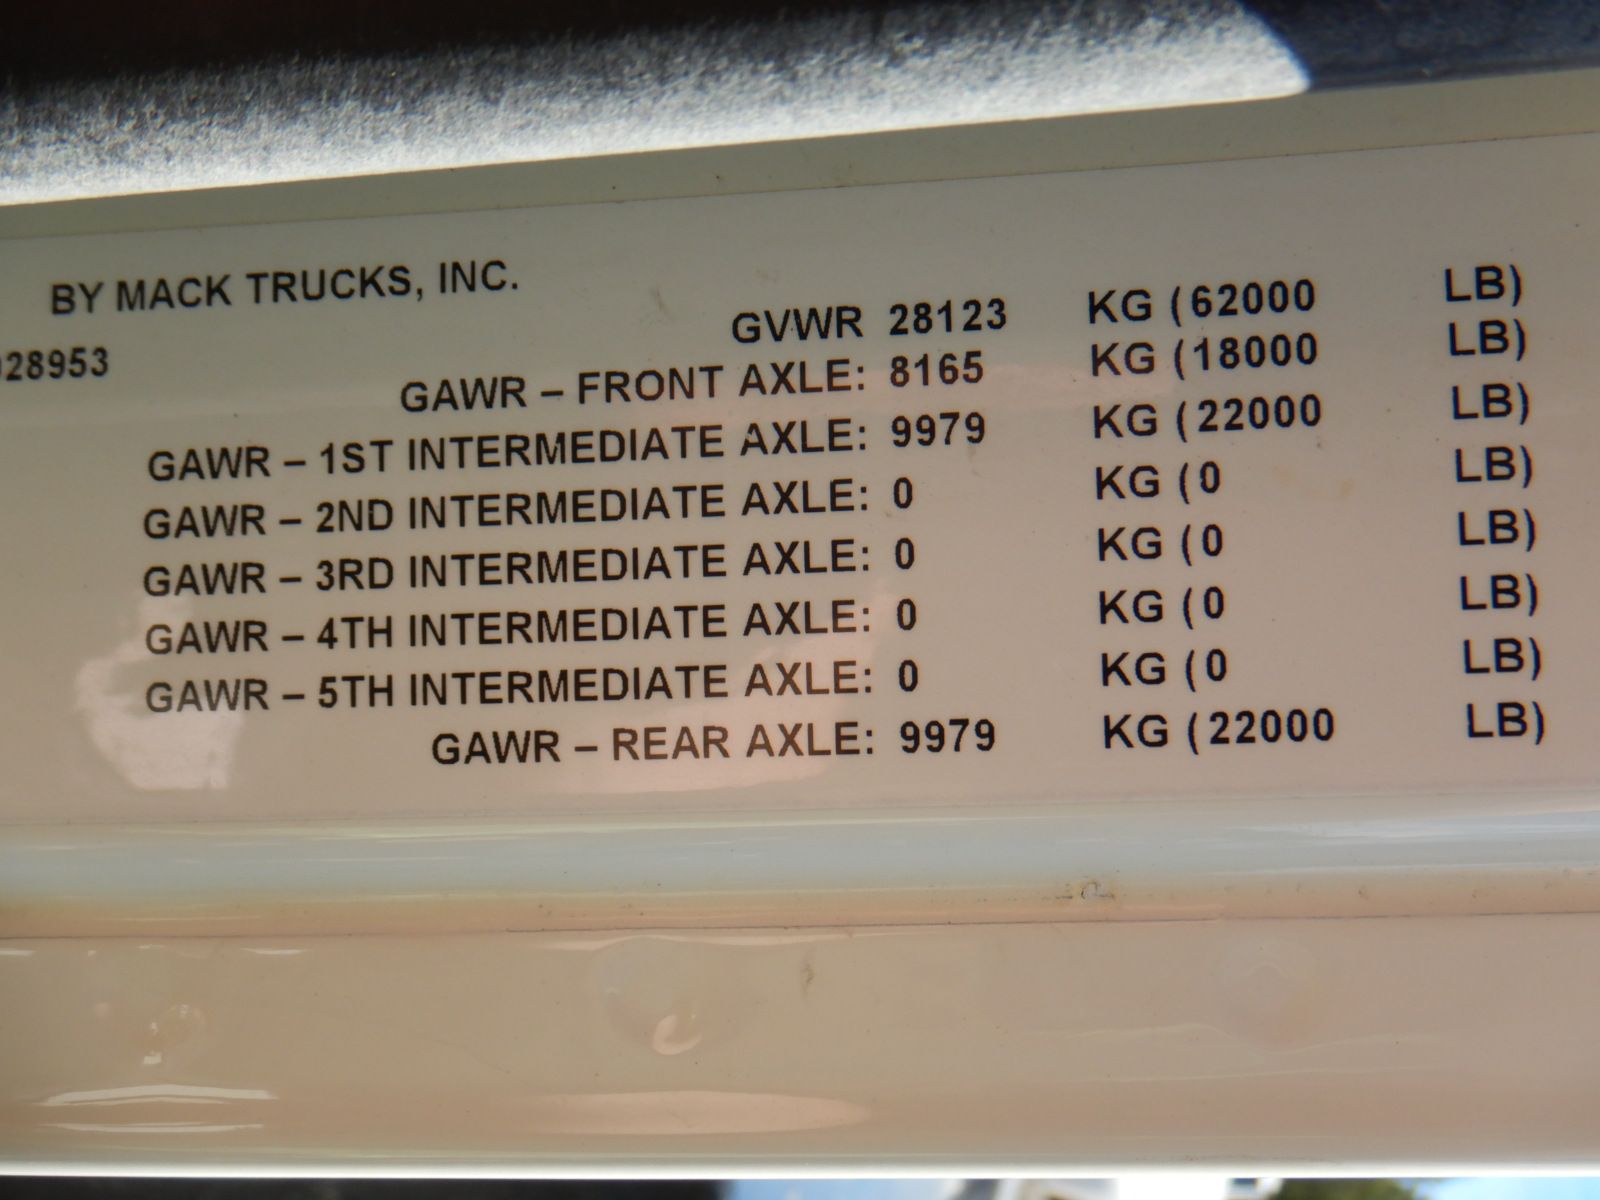 BY MACK TRUCKS, INC.
GVWR 28123 KG (62000 LB)
28953
GAWR – FRONT AXLE: 8165 KG (18000 LB)
GAWR – 1ST INTERMEDIATE AXLE: 9979 KG (22000 LB)
GAWR – 2ND INTERMEDIATE AXLE: 0 KG (0 LB)
GAWR – 3RD INTERMEDIATE AXLE: 0 KG (0 LB)
GAWR – 4TH INTERMEDIATE AXLE: 0 KG (0 LB)
GAWR – 5TH INTERMEDIATE AXLE: 0 KG (0 LB)
GAWR – REAR AXLE: 9979 KG (22000 LB)